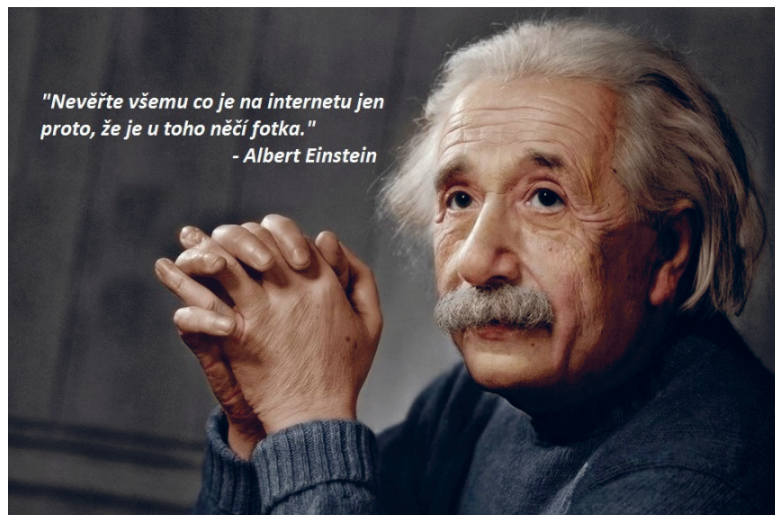 "Nevěřte všemu co je na internetu jen
proto, že je u toho něčí fotka."
- Albert Einstein